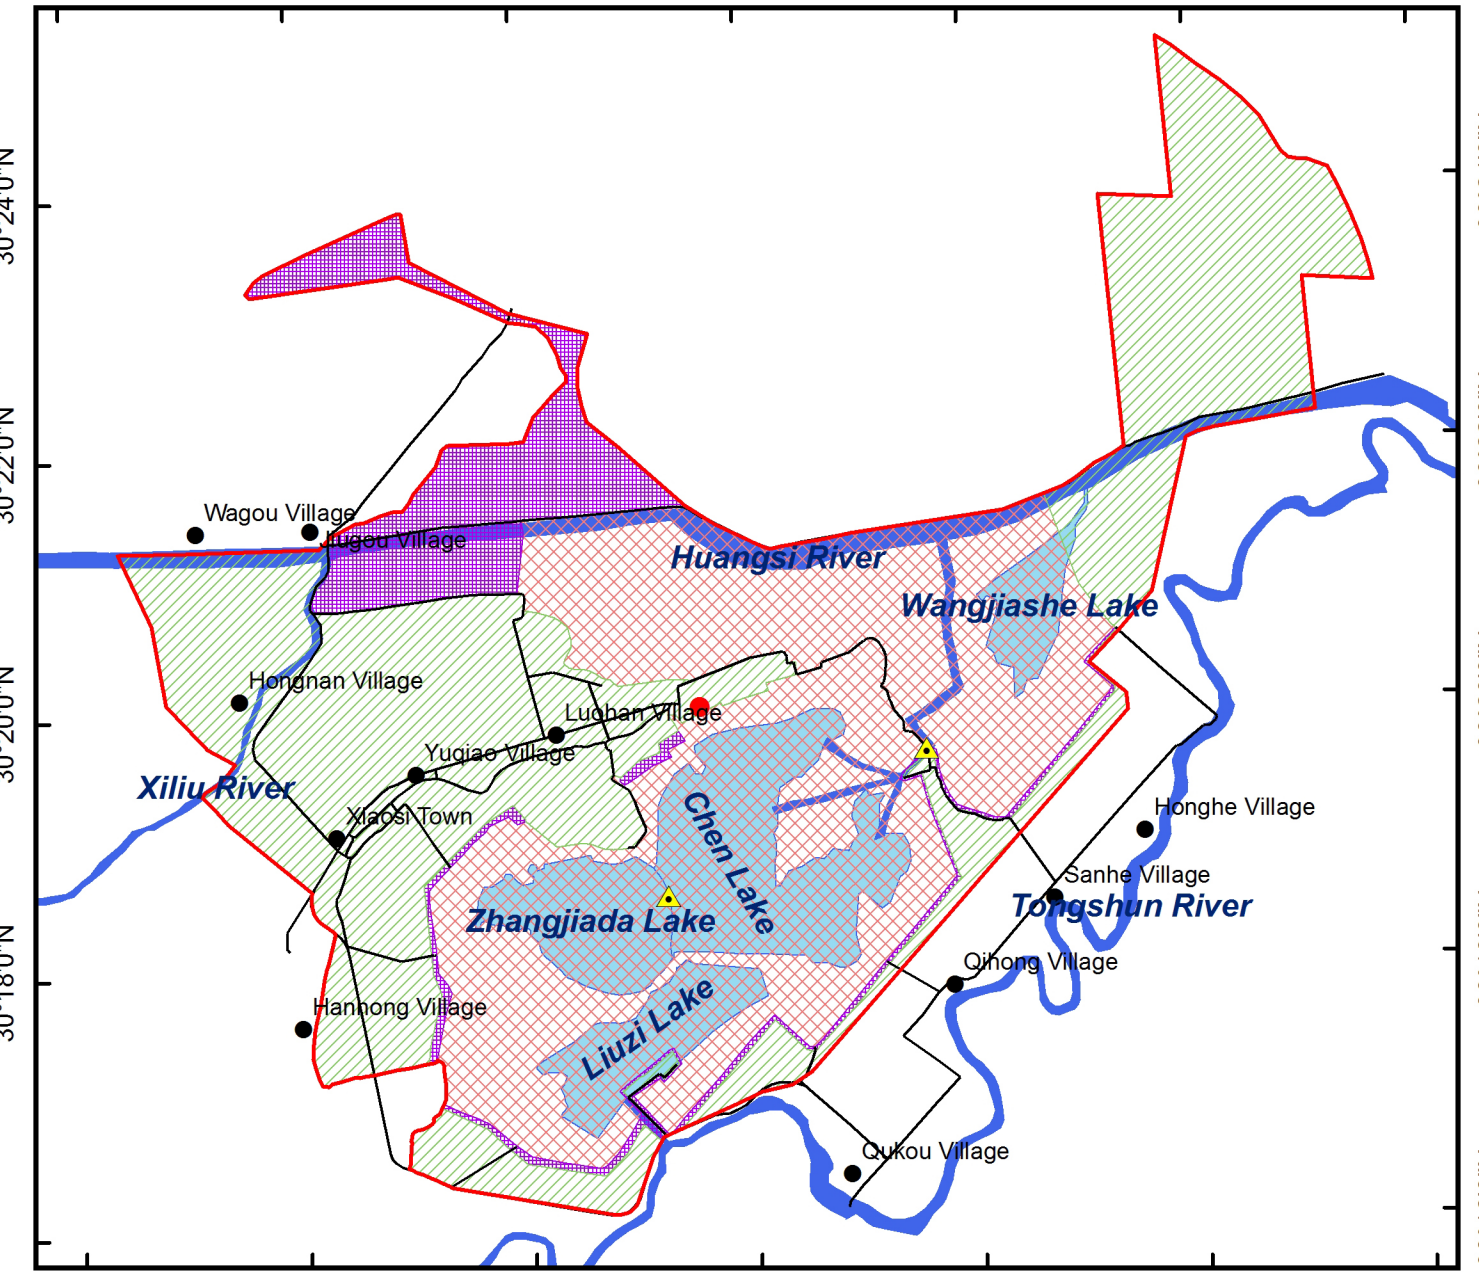 30°24'0"N
30°22'0"N
Wagou Village
Jiugou Village
Huangsi River
Wangjiashe Lake
Hongnan Village
30°20'0"N
Luohan Village
Yuqiao Village
Xiliu River
Xiaosi Town
Chen Lake
Honghe Village
Sanhe Village
Tongshun River
Zhangjiada Lake
30°18'0"N
Qihong Village
Hanhong Village
Liuzi Lake
Qukou Village